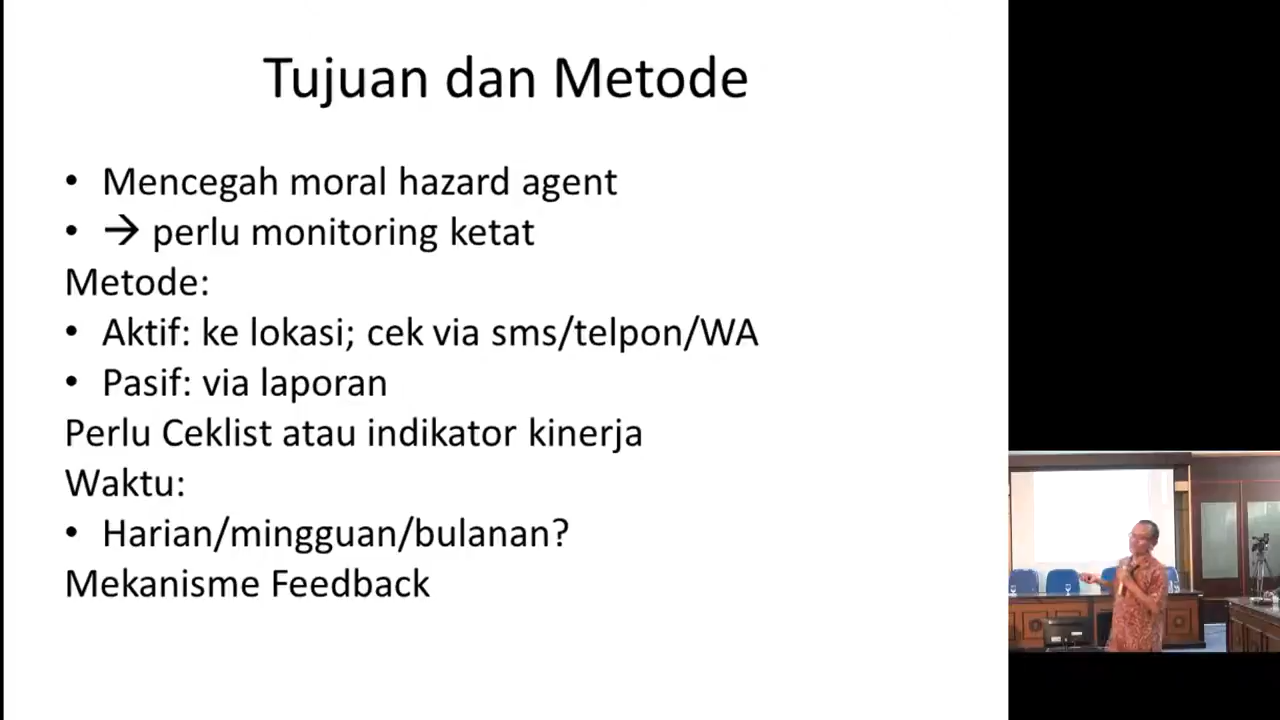 Tujuan dan Metode
• Mencegah moral hazard agent
• → perlu monitoring ketat
Metode:
• Aktif: ke lokasi; cek via sms/telpon/WA
• Pasif: via laporan
Perlu Ceklist atau indikator kinerja
Waktu:
• Harian/mingguan/bulanan?
Mekanisme Feedback